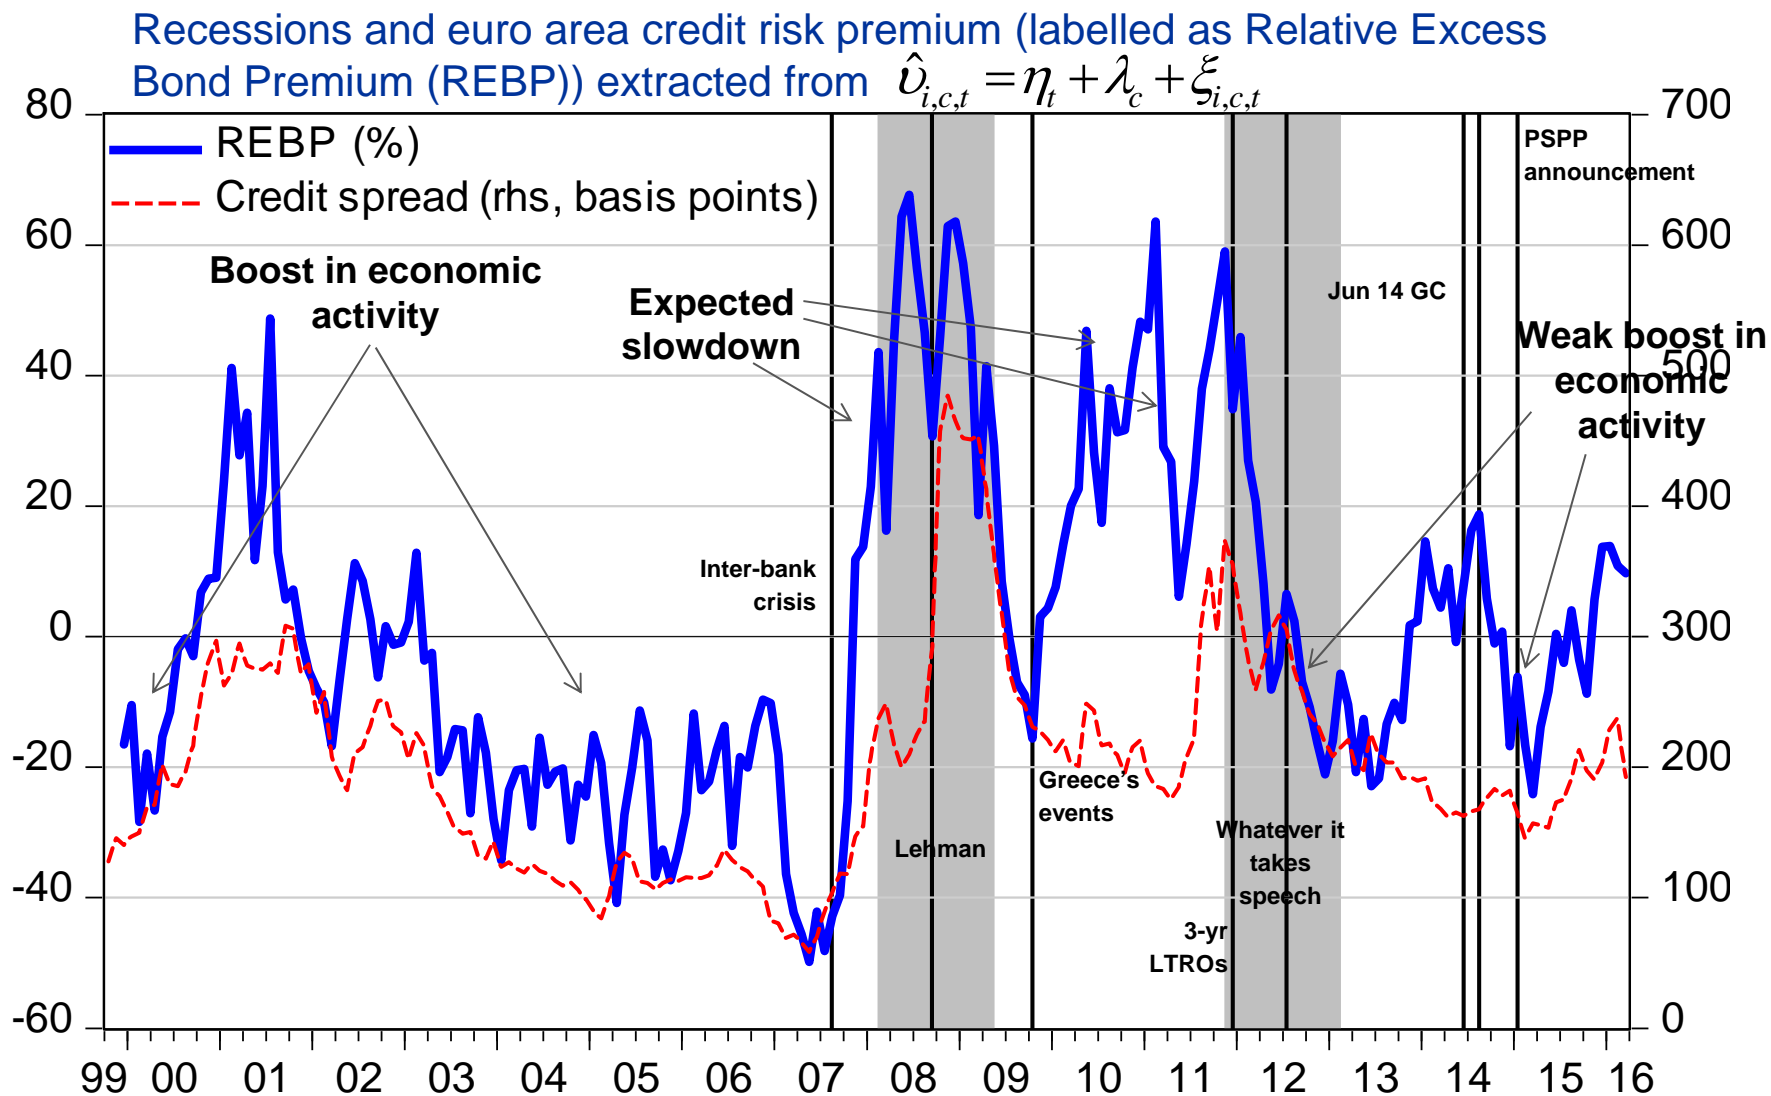 Recessions and euro area credit risk premium (labelled as Relative Excess
Bond Premium (REBP)) extracted from υ̂_{i,c,t} = η_t + λ_c + ξ_{i,c,t}
80
60
40
20
0
-20
-40
-60
700
600
500
400
300
200
100
0
REBP (%)
Credit spread (rhs, basis points)
PSPP
announcement
Boost in economic
activity
Expected
slowdown
Jun 14 GC
Weak boost in
economic
activity
Inter-bank
crisis
Greece's
events
Lehman
Whatever it
takes
speech
3-yr
LTROs
99 00 01 02 03 04 05 06 07 08 09 10 11 12 13 14 15 16